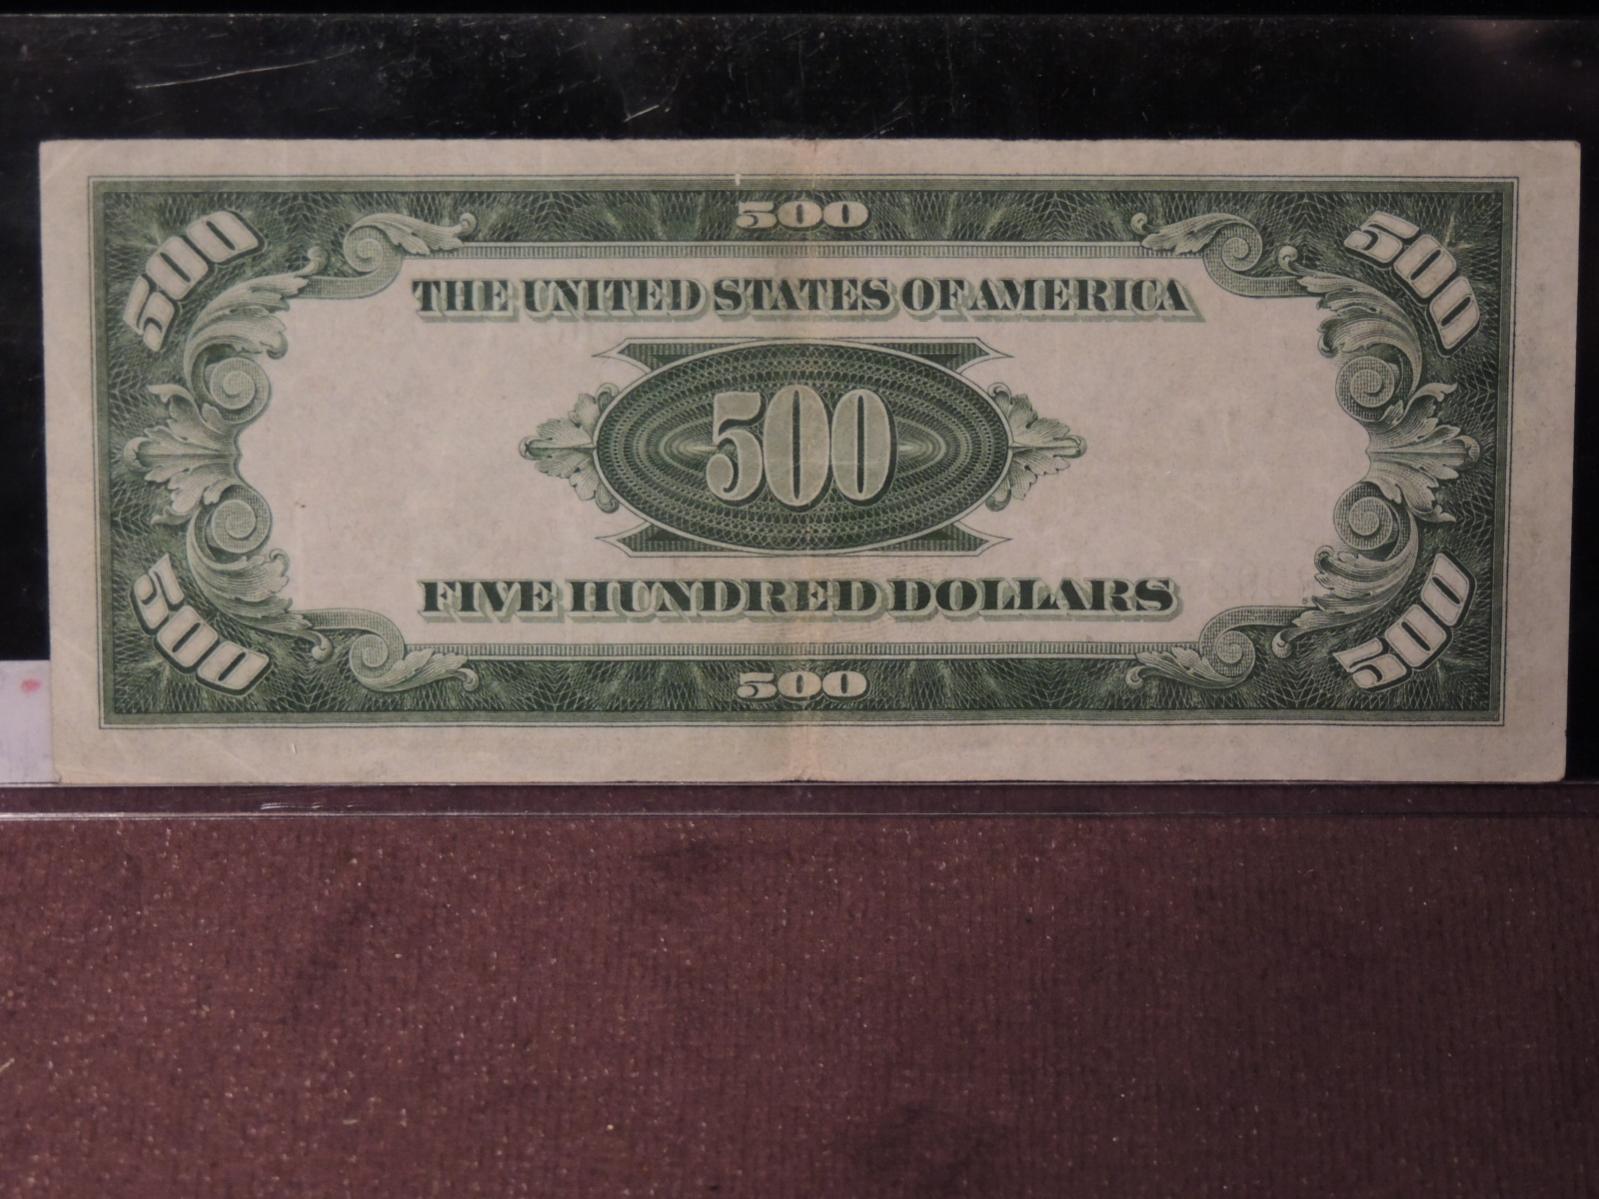 500
500 500
THE UNITED STATES OF AMERICA
500
FIVE HUNDRED DOLLARS
500 500
500